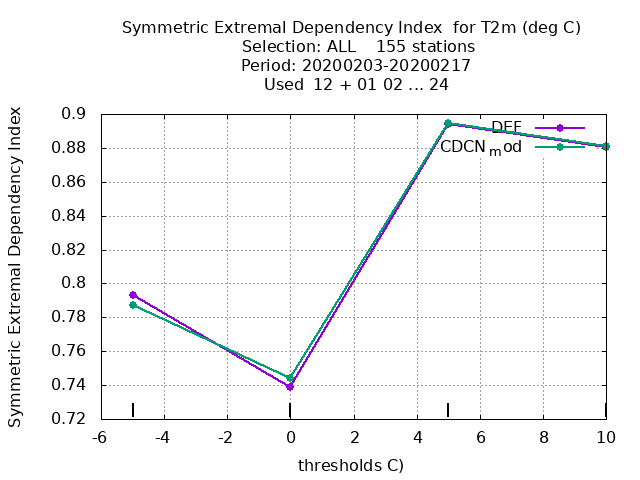 Symmetric Extremal Dependency Index for T2m (deg C)
Selection: ALL 155 stations
Period: 20200203-20200217
Used 12 + 01 02 ... 24
Symmetric Extremal Dependency Index
0.9
0.88
0.86
0.84
0.82
0.8
0.78
0.76
0.74
0.72
DEF
CDCNmod
-6 -4 -2 0 2 4 6 8 10
thresholds C)